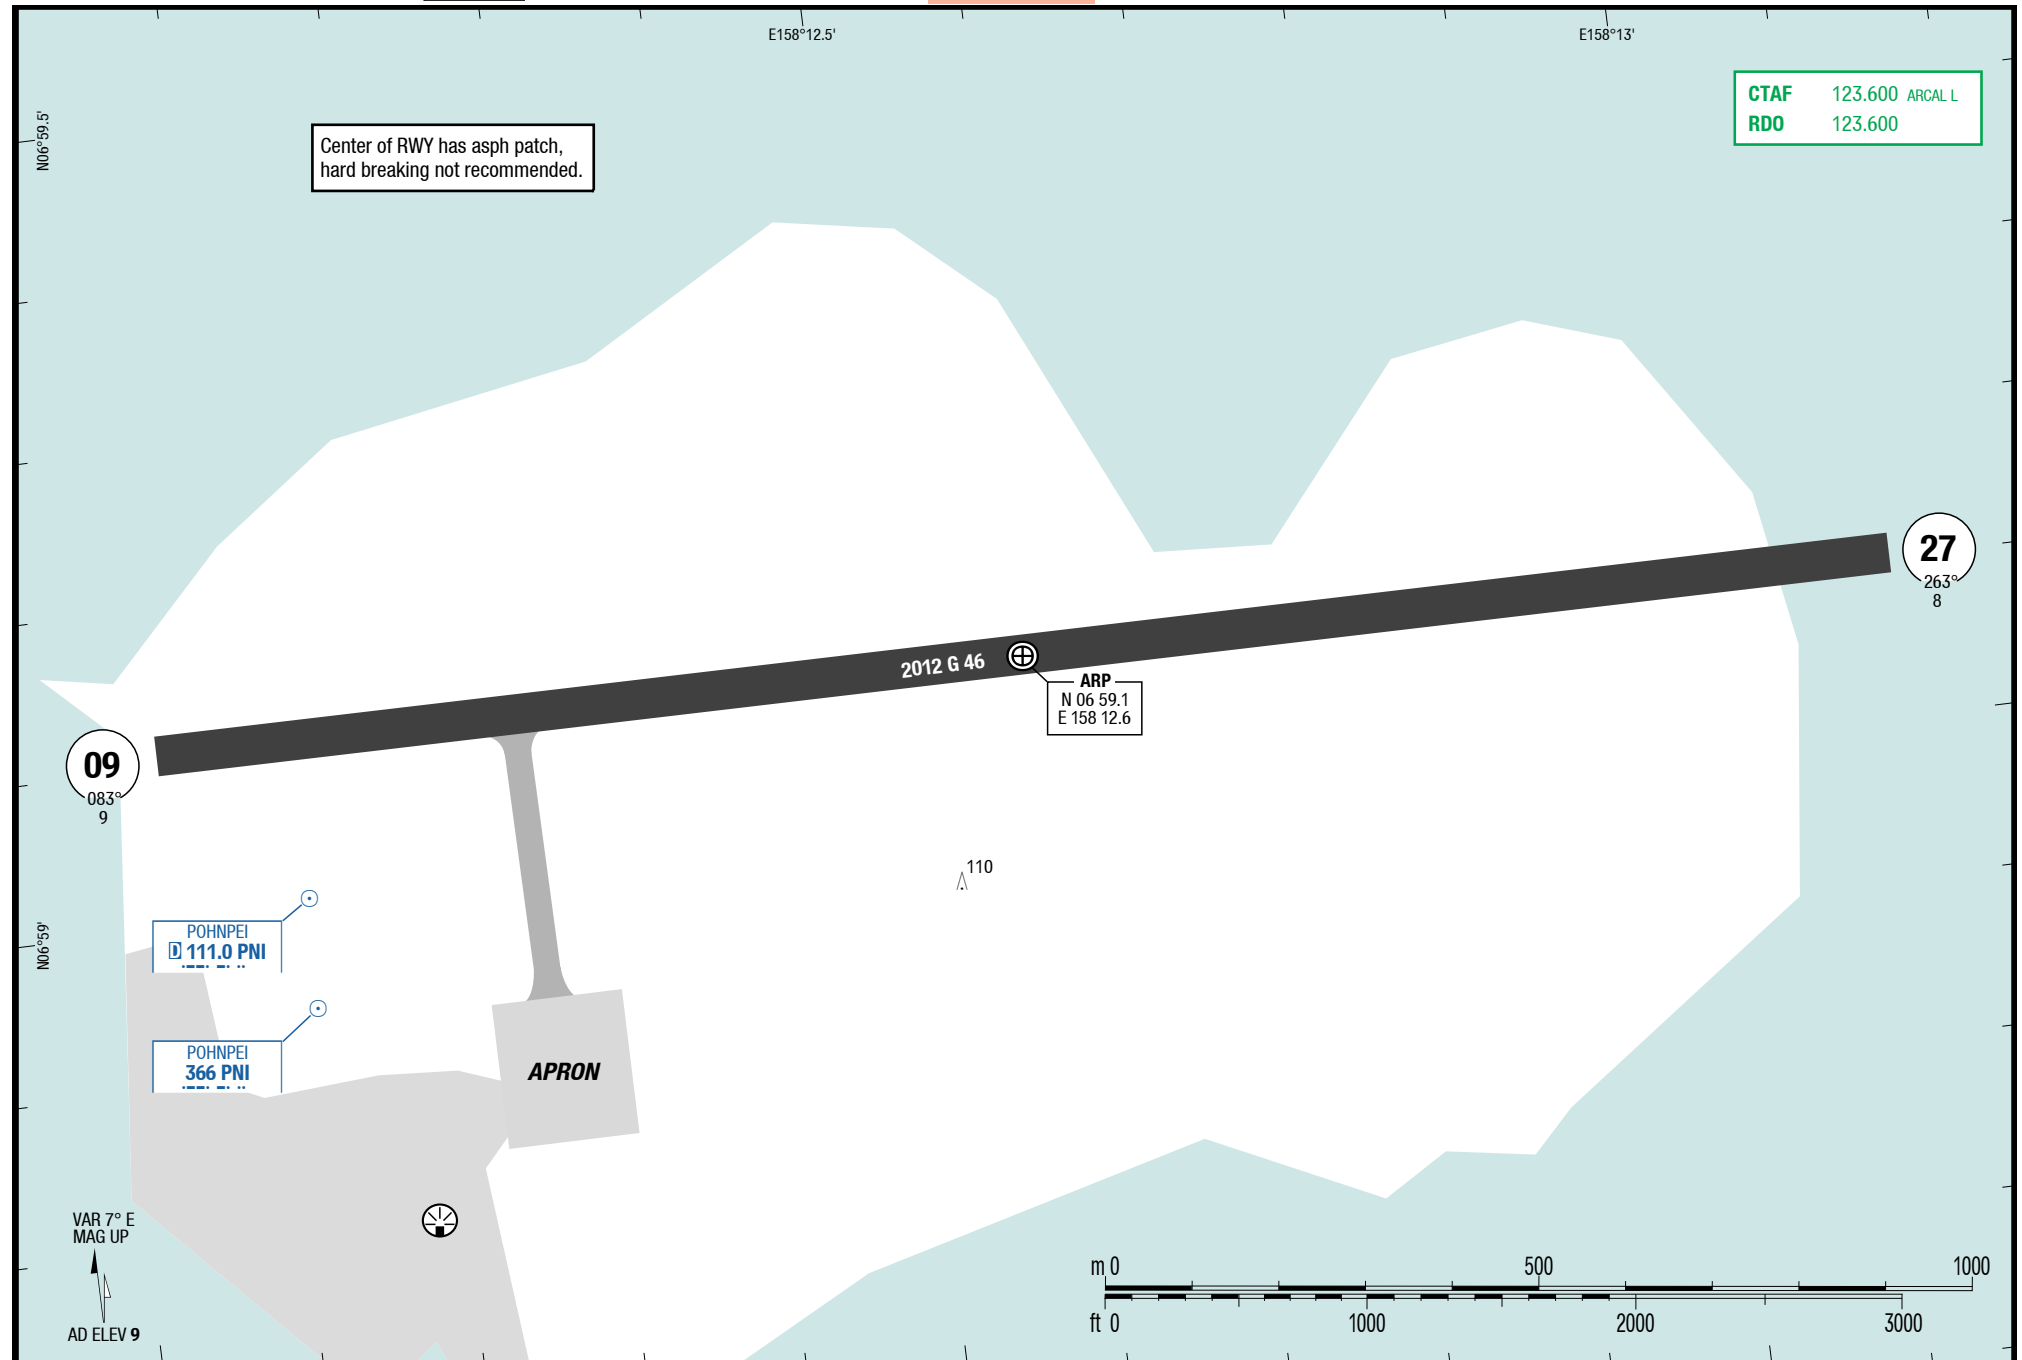 E158°12.5'
E158°13'
CTAF 123.600 ARCAL L
RDO 123.600
N06°59.5'
Center of RWY has asph patch,
hard breaking not recommended.
27
263°
8
2012 G 46
ARP
N 06 59.1
E 158 12.6
09
083°
9
110
POHNPEI
D 111.0 PNI
N06°59'
POHNPEI
366 PNI
APRON
VAR 7° E
MAG UP
AD ELEV 9
m 0 500 1000
ft 0 1000 2000 3000